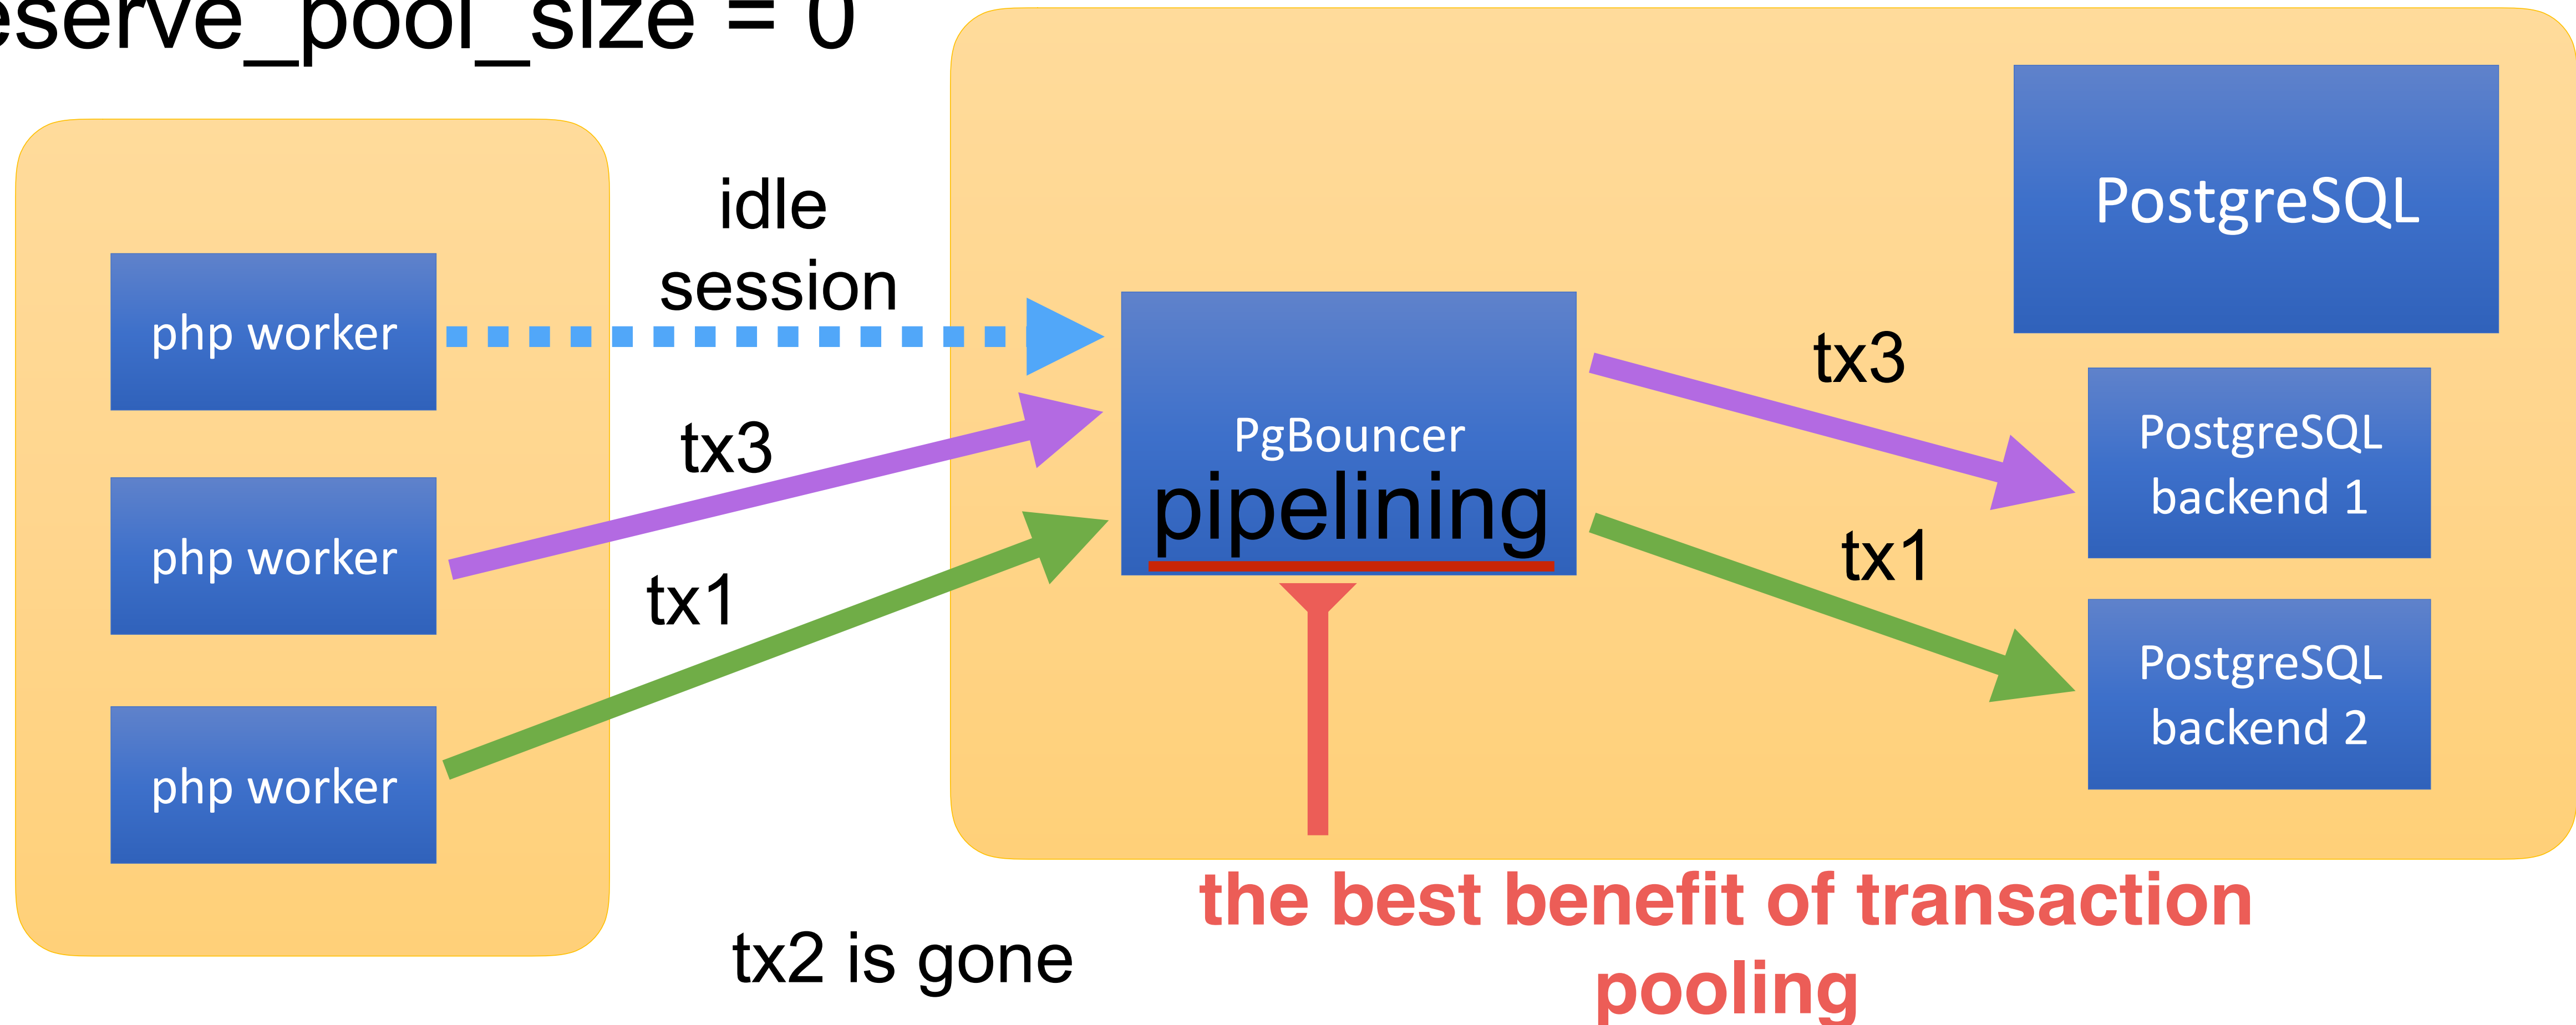 eserve_pool_size = 0
idle
session
php worker
tx3
php worker
tx1
php worker
tx2 is gone
PgBouncer
pipelining
the best benefit of transaction
pooling
tx3
tx1
PostgreSQL
PostgreSQL
backend 1
PostgreSQL
backend 2